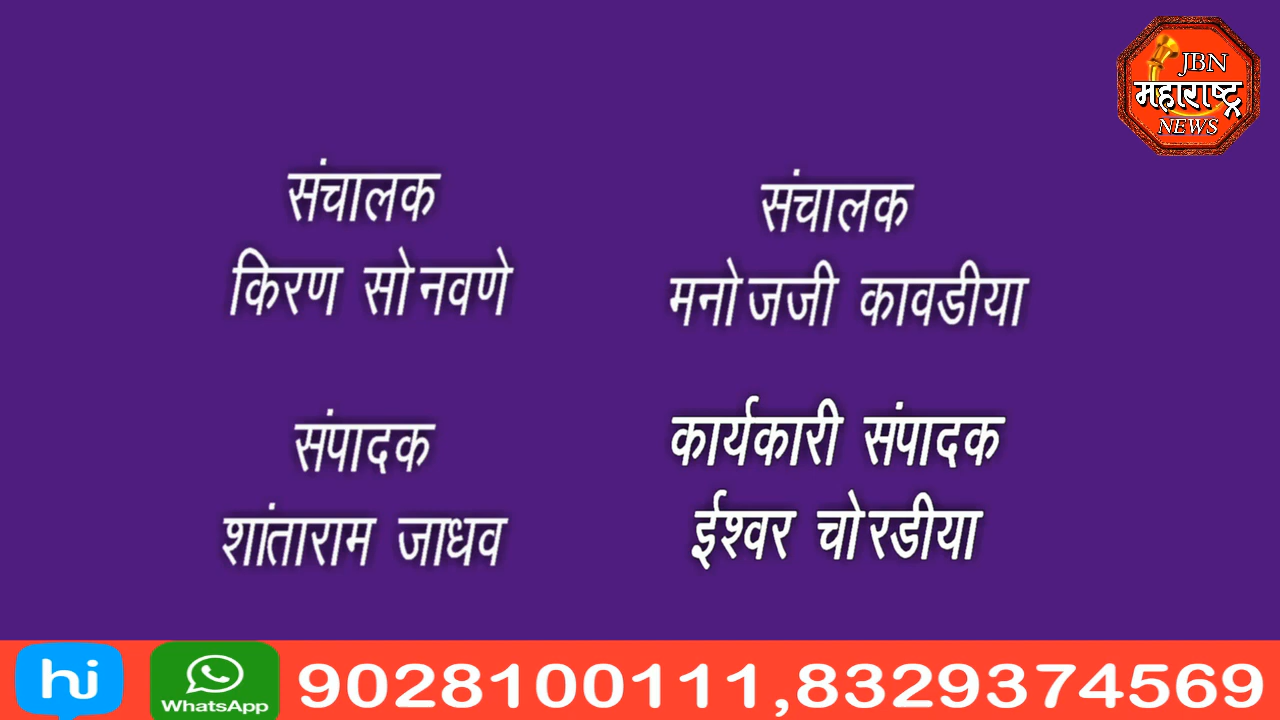 JBN
महाराष्ट्र
NEWS
संचालक
किरण सोनवणे
संचालक
मनोजजी कावडीया
संपादक
शांताराम जाधव
कार्यकारी संपादक
ईश्वर चोरडीया
hi
WhatsApp
9028100111,8329374569